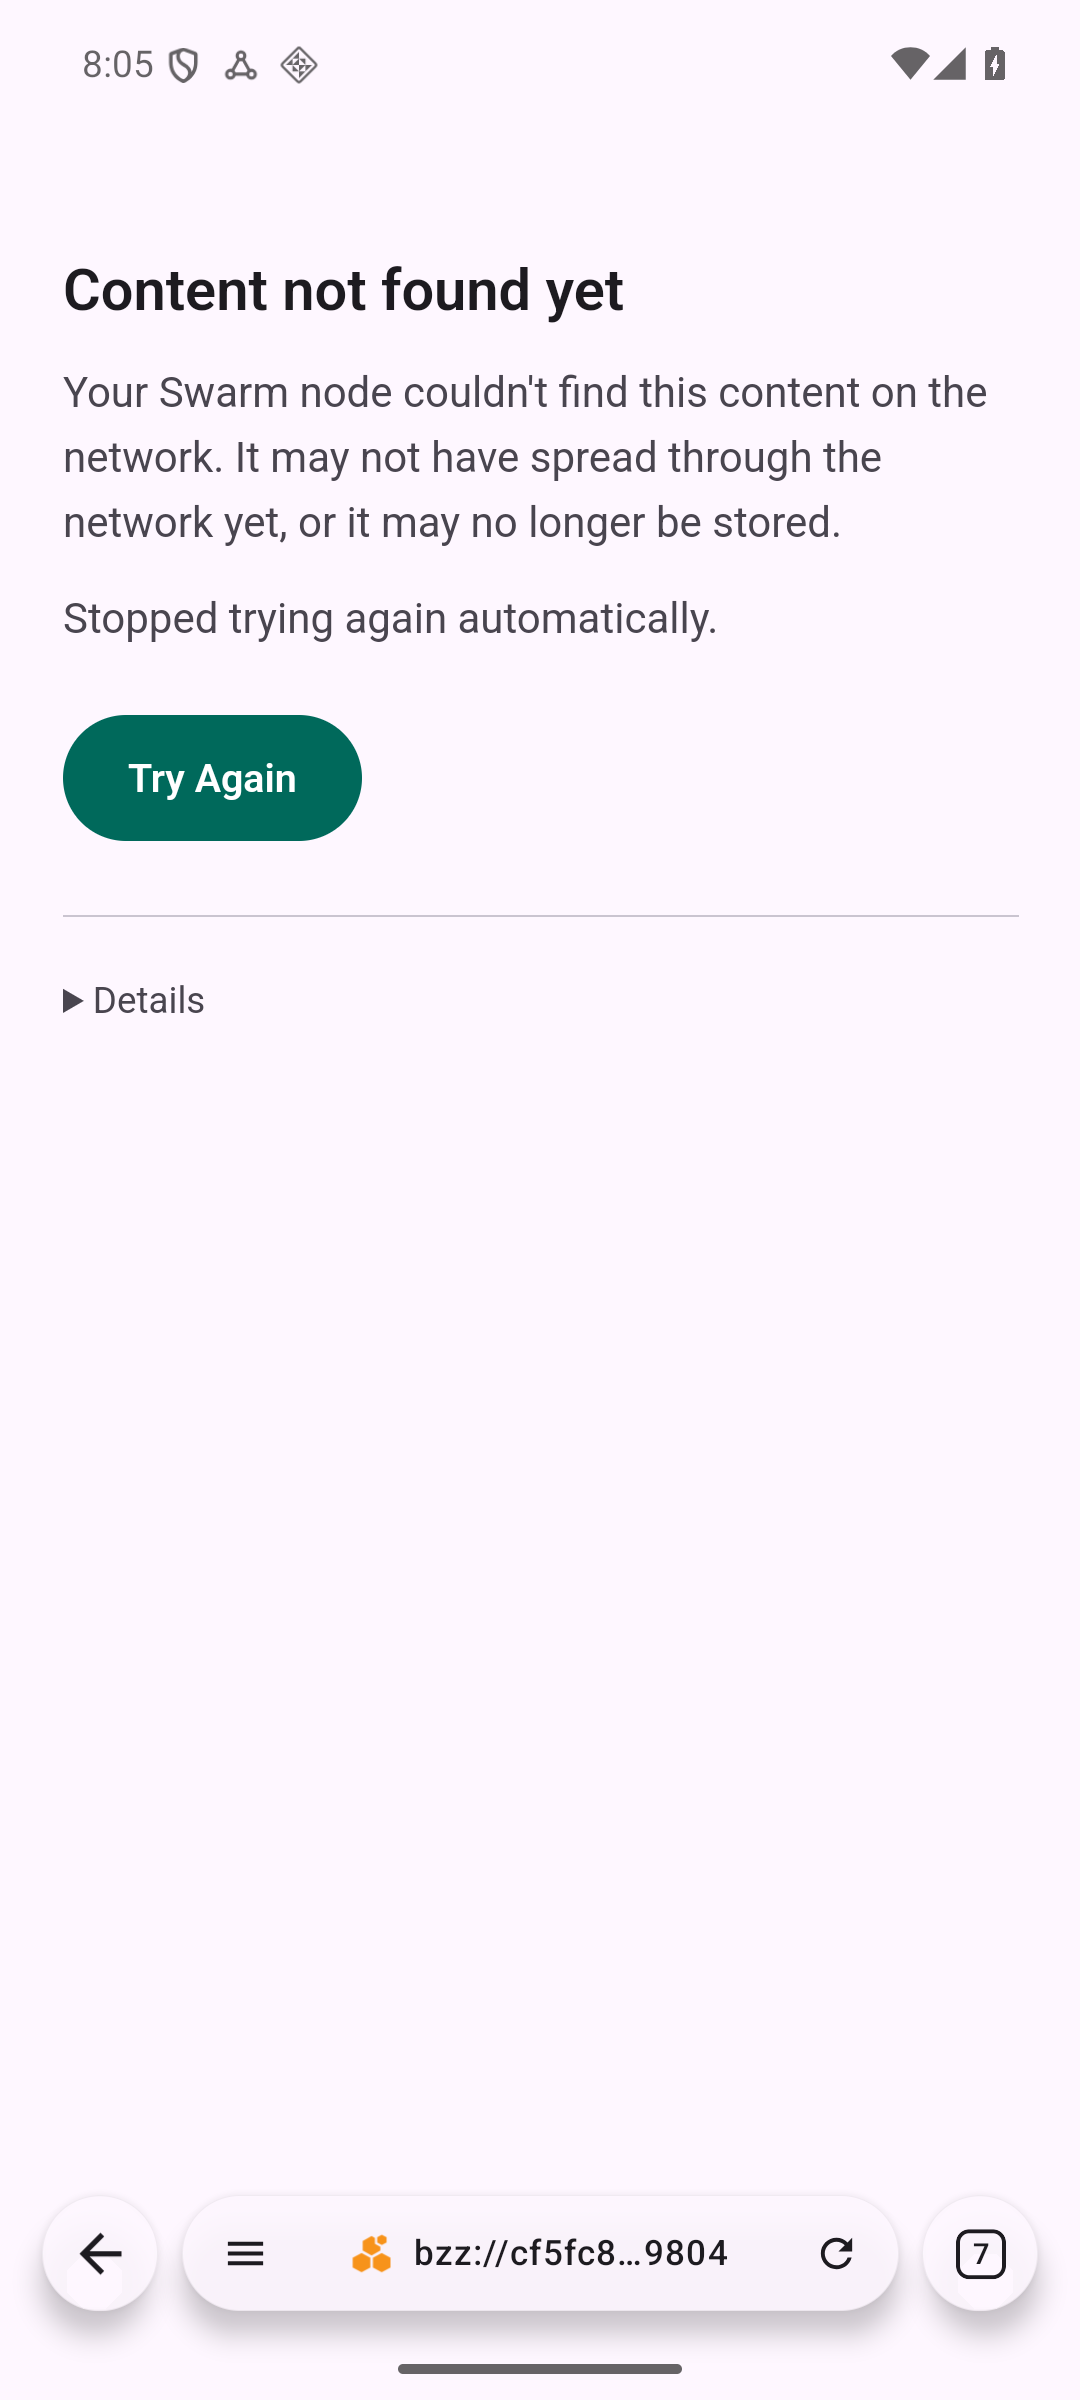 8:05
Content not found yet
Your Swarm node couldn't find this content on the
network. It may not have spread through the
network yet, or it may no longer be stored.
Stopped trying again automatically.
Try Again
Details
bzz://cf5fc8…9804
7